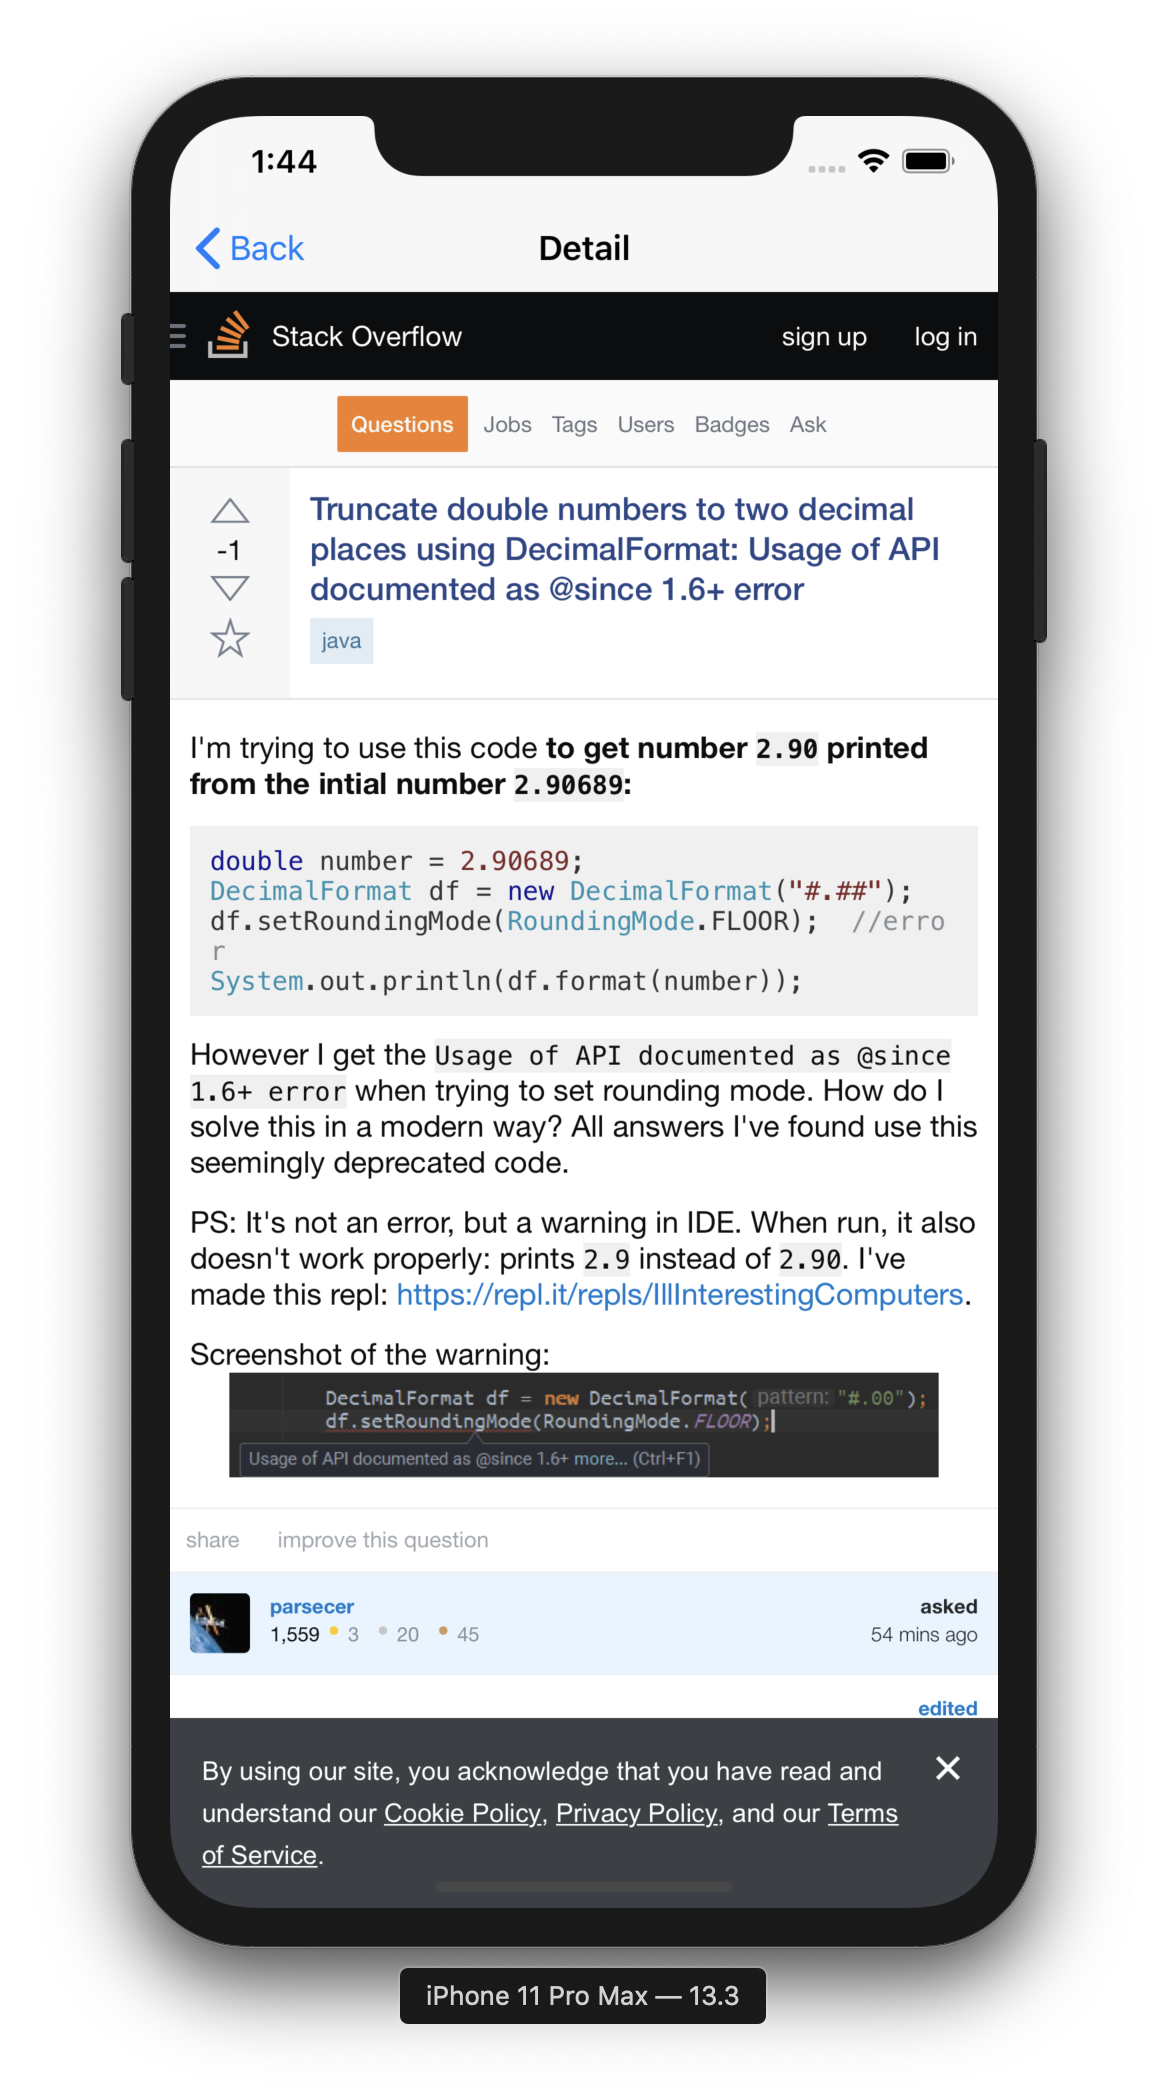 1:44
Back
Detail
Stack Overflow
sign up
log in
Questions
Jobs
Tags
Users
Badges
Ask
-1
Truncate double numbers to two decimal
places using DecimalFormat: Usage of API
documented as @since 1.6+ error
java
I'm trying to use this code to get number 2.90 printed
from the intial number 2.90689:
double number = 2.90689;
DecimalFormat df = new DecimalFormat("#.##");
df.setRoundingMode(RoundingMode.FLOOR);  //erro
r
System.out.println(df.format(number));
However I get the Usage of API documented as @since
1.6+ error when trying to set rounding mode. How do I
solve this in a modern way? All answers I've found use this
seemingly deprecated code.
PS: It's not an error, but a warning in IDE. When run, it also
doesn't work properly: prints 2.9 instead of 2.90. I've
made this repl: https://repl.it/repls/IllInterestingComputers.
Screenshot of the warning:
DecimalFormat df = new DecimalFormat( pattern: "#.00");
df.setRoundingMode(RoundingMode.FLOOR);
Usage of API documented as @since 1.6+ more... (Ctrl+F1)
share
improve this question
parsecer
asked
1,559 3 20 45
54 mins ago
edited
By using our site, you acknowledge that you have read and
understand our Cookie Policy, Privacy Policy, and our Terms
of Service.
iPhone 11 Pro Max — 13.3